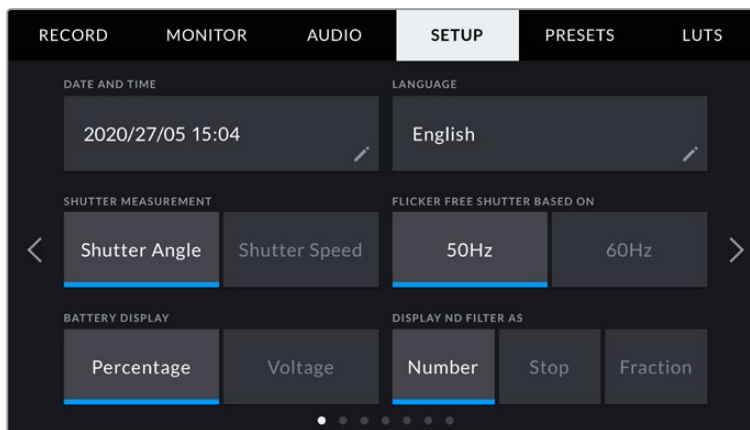 RECORD MONITOR AUDIO SETUP PRESETS LUTS
DATE AND TIME LANGUAGE
2020/27/05 15:04 English
SHUTTER MEASUREMENT FLICKER FREE SHUTTER BASED ON
Shutter Angle Shutter Speed 50Hz 60Hz
BATTERY DISPLAY DISPLAY ND FILTER AS
Percentage Voltage Number Stop Fraction